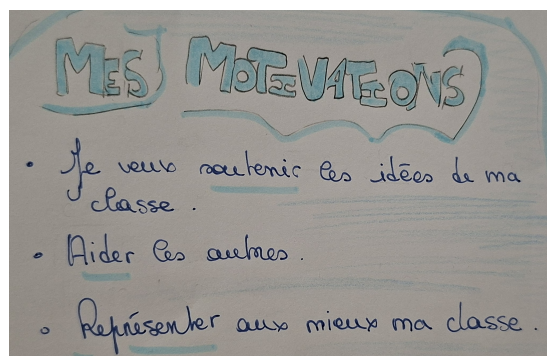 MES MOTIVATIONS
• Je veux soutenir les idées de ma
classe.
• Aider les autres.
• Représenter aux mieux ma classe.